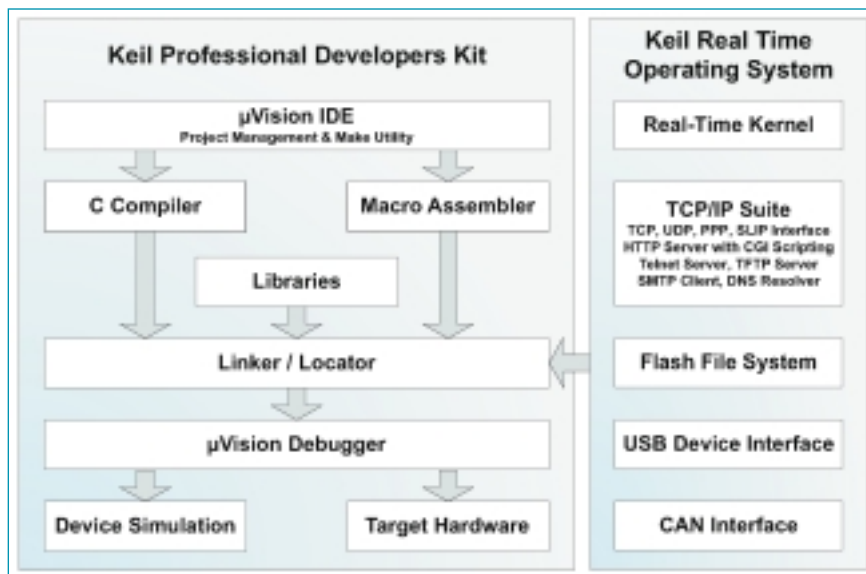 Keil Professional Developers Kit
µVision IDE
Project Management & Make Utility
C Compiler
Macro Assembler
Libraries
Linker / Locator
µVision Debugger
Device Simulation
Target Hardware
Keil Real Time
Operating System
Real-Time Kernel
TCP/IP Suite
TCP, UDP, PPP, SLIP Interface
HTTP Server with CGI Scripting
Telnet Server, TFTP Server
SMTP Client, DNS Resolver
Flash File System
USB Device Interface
CAN Interface